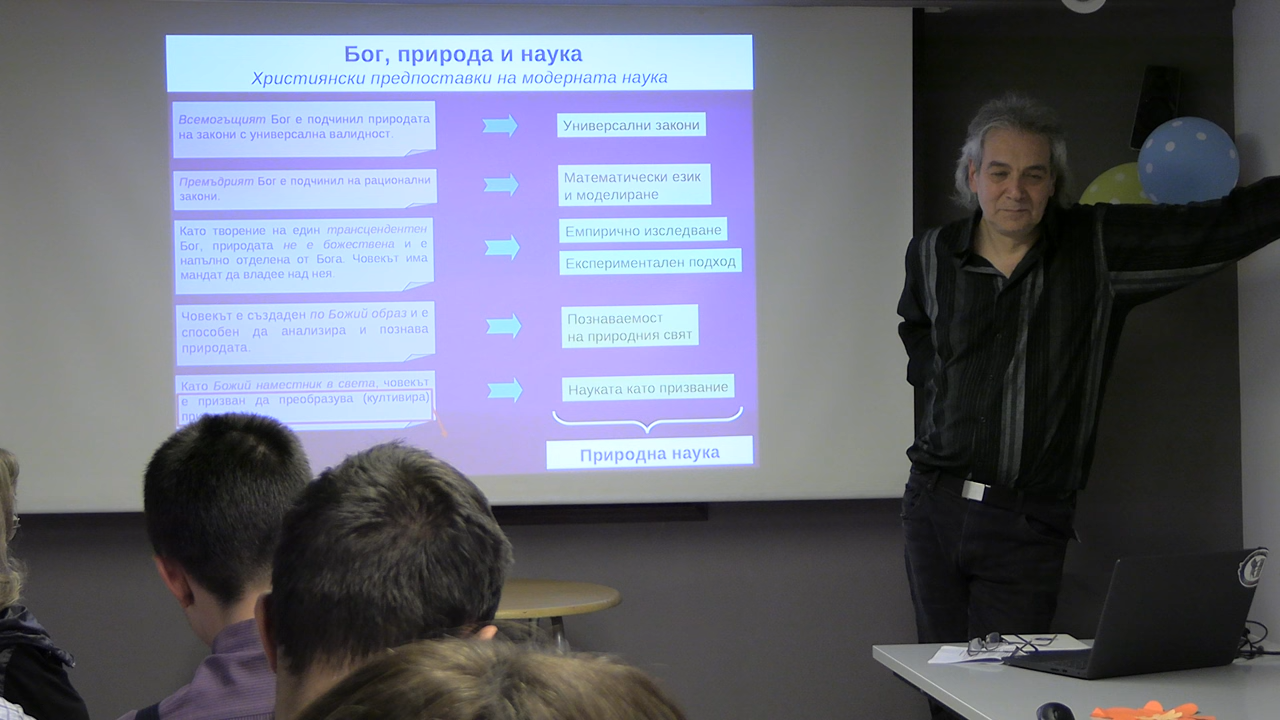 Бог, природа и наука
Християнски предпоставки на модерната наука
Всемогъщият Бог е подчинил природата
на закони с универсална валидност.
Универсални закони
Премъдрият Бог е подчинил на рационални
закони.
Математически език
и моделиране
Като творение на един трансцендентен
Бог, природата не е божествена и е
напълно отделена от Бога. Човекът има
мандат да владее над нея.
Емпирично изследване
Експериментален подход
Човекът е създаден по Божий образ и е
способен да анализира и познава
природата.
Познаваемост
на природния свят
Като Божий наместник в света, човекът
е призван да преобразува (култивира)
Науката като призвание
Природна наука